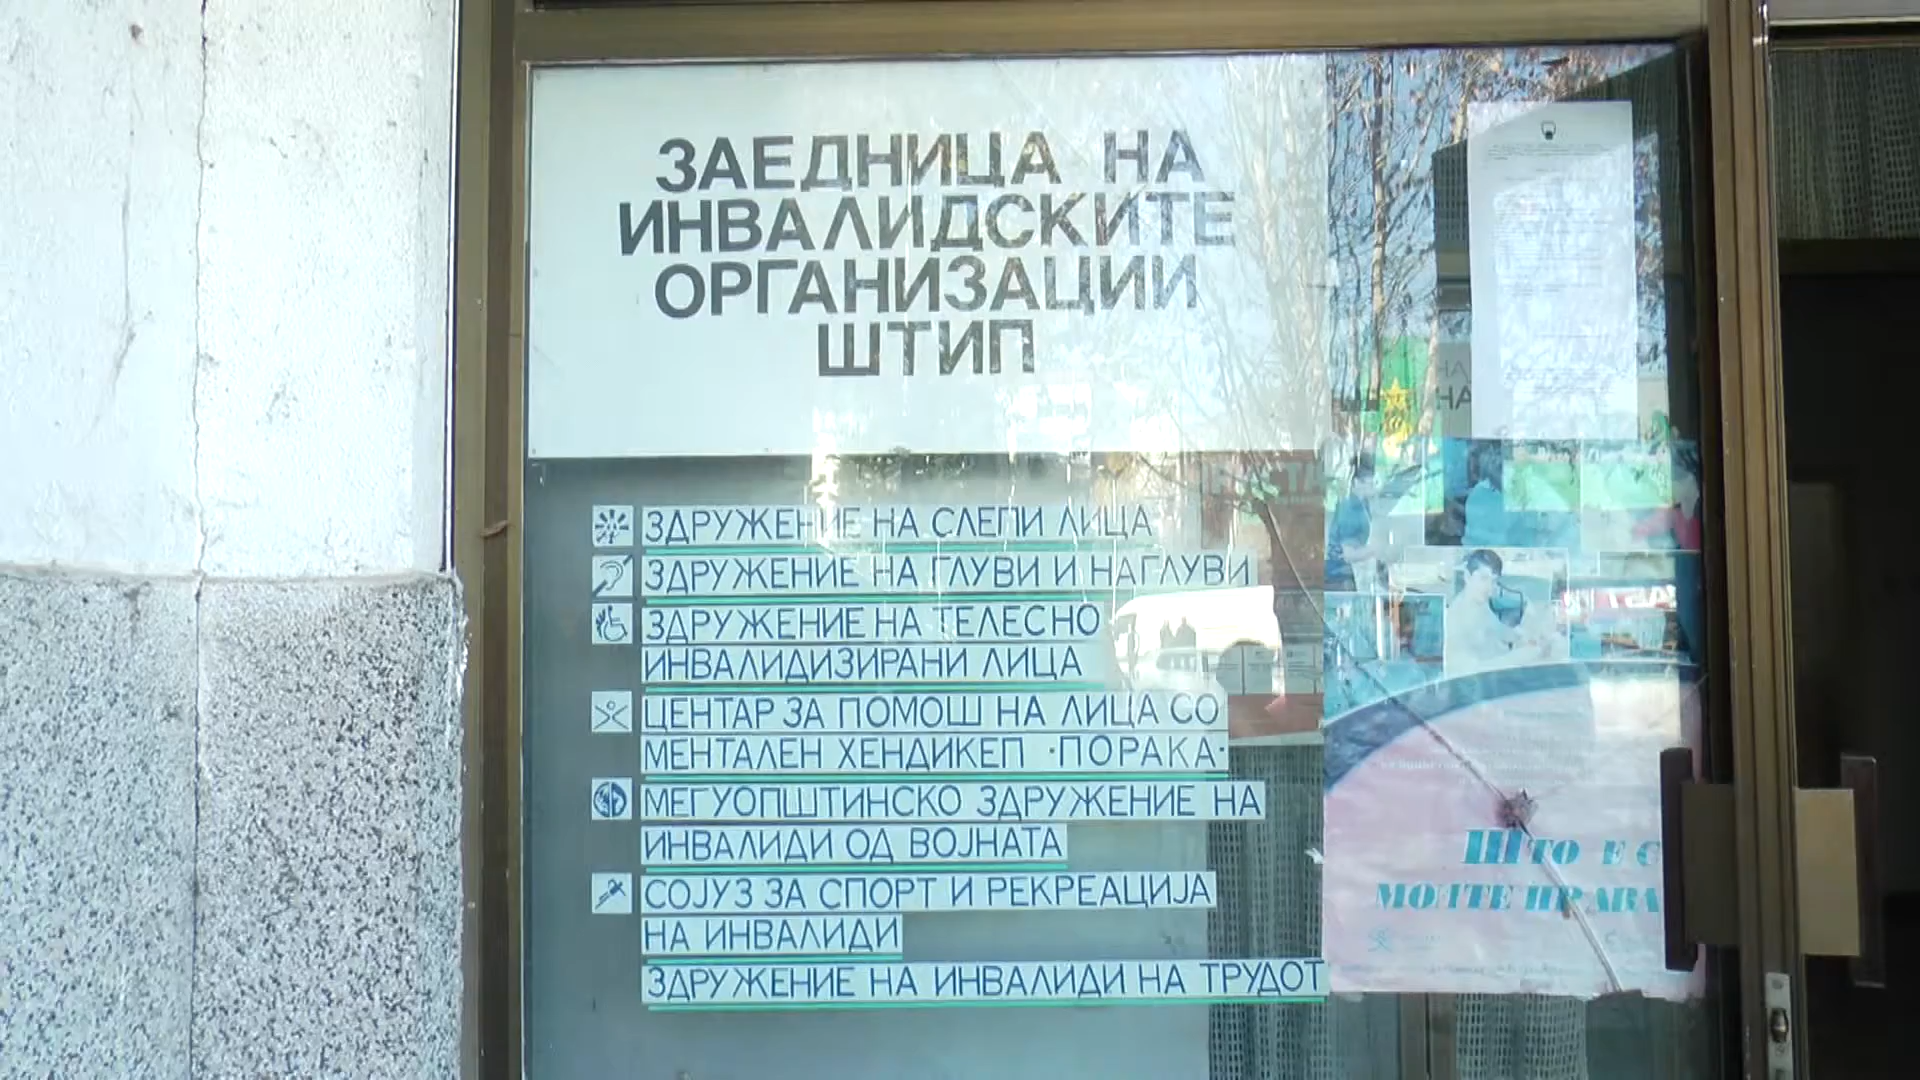 ЗАЕДНИЦА НА
ИНВАЛИДСКИТЕ
ОРГАНИЗАЦИИ
ШТИП
ЗДРУЖЕНИЕ НА СЛЕПИ ЛИЦА
ЗДРУЖЕНИЕ НА ГЛУВИ И НАГЛУВИ
ЗДРУЖЕНИЕ НА ТЕЛЕСНО
ИНВАЛИДИЗИРАНИ ЛИЦА
ЦЕНТАР ЗА ПОМОШ НА ЛИЦА СО
МЕНТАЛЕН ХЕНДИКЕП ·ПОРАКА·
МЕГУОПШТИНСКО ЗДРУЖЕНИЕ НА
ИНВАЛИДИ ОД ВОЈНАТА
СОЈУЗ ЗА СПОРТ И РЕКРЕАЦИЈА
НА ИНВАЛИДИ
ЗДРУЖЕНИЕ НА ИНВАЛИДИ НА ТРУДОТ
НА
ШТО Е С
МОИТЕ ПРАВА